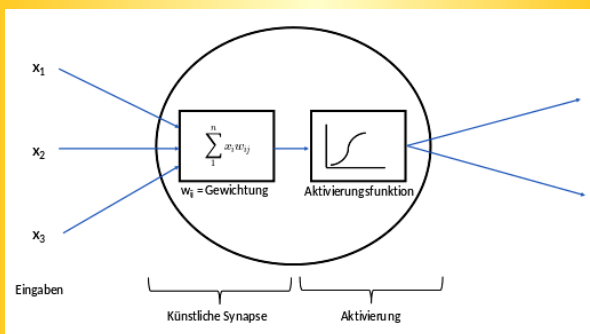 x1
x2
x3
n
∑ xᵢwᵢⱼ
1
wij = Gewichtung
Aktivierungsfunktion
Eingaben
Künstliche Synapse
Aktivierung